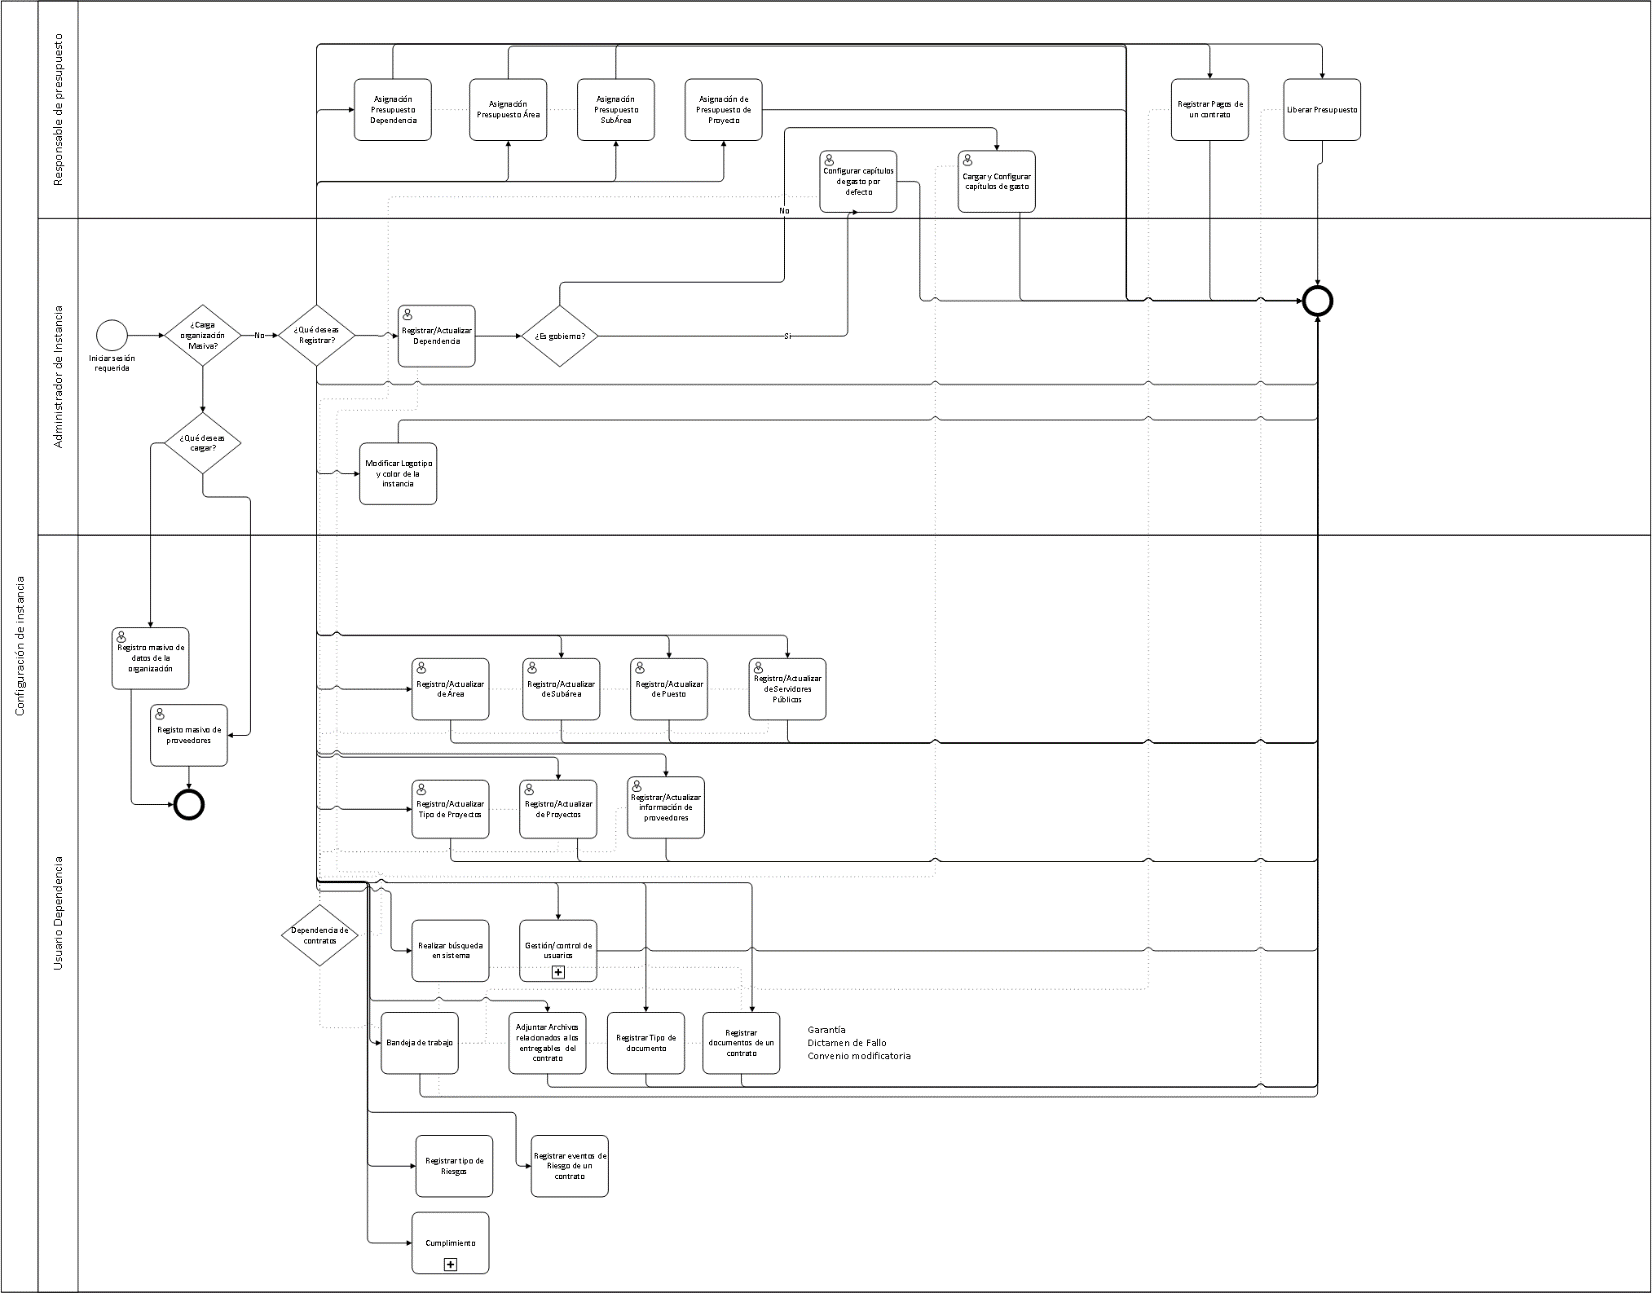 Configuración de instancia
Responsable de presupuesto
Asignación
Presupuesto
Dependencia
Asignación
Presupuesto Área
Asignación
Presupuesto
SubÁrea
Asignación de
Presupuesto de
Proyecto
Registrar Pagos de
un contrato
Liberar Presupuesto
Configurar capítulos
de gasto por
defecto
Cargar y Configurar
capítulos de gasto
No
Administrador de Instancia
Iniciar sesión
requerida
¿Carga
organización
Masiva?
No
¿Qué deseas
Registrar?
Registrar/Actualizar
Dependencia
¿Es gobierno?
Si
¿Qué deseas
cargar?
Modificar Logotipo
y color de la
instancia
Usuario Dependencia
Registro masivo de
datos de la
organización
Registo masivo de
proveedores
Registro/Actualizar
de Área
Registro/Actualizar
de Subárea
Registro/Actualizar
de Puesto
Registro/Actualizar
de Servidores
Públicos
Registro/Actualizar
Tipo de Proyectos
Registro/Actualizar
de Proyectos
Registrar/Actualizar
información de
proveedores
Dependencia de
contratos
Realizar búsqueda
en sistema
Gestión/control de
usuarios
Bandeja de trabajo
Adjuntar Archivos
relacionados a los
entregables del
contrato
Registrar Tipo de
documento
Registrar
documentos de un
contrato
Garantía
Dictamen de Fallo
Convenio modificatoria
Registrar tipo de
Riesgos
Registrar eventos de
Riesgo de un
contrato
Cumplimiento